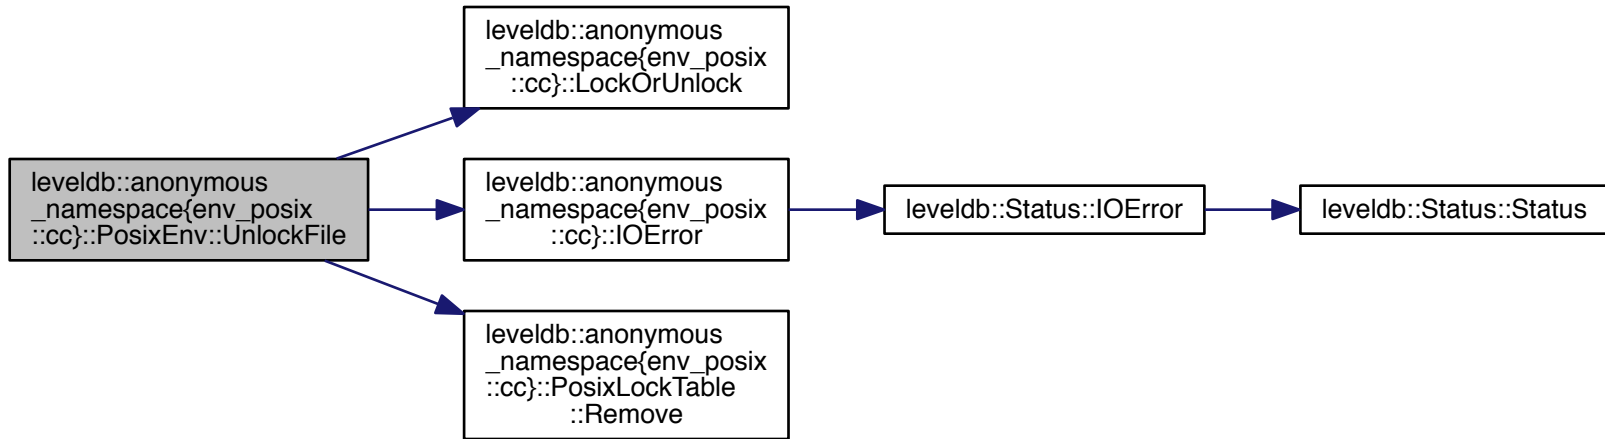 leveldb::anonymous
_namespace{env_posix
::cc}::LockOrUnlock
leveldb::anonymous
_namespace{env_posix
::cc}::PosixEnv::UnlockFile
leveldb::anonymous
_namespace{env_posix
::cc}::IOError
leveldb::Status::IOError
leveldb::Status::Status
leveldb::anonymous
_namespace{env_posix
::cc}::PosixLockTable
::Remove